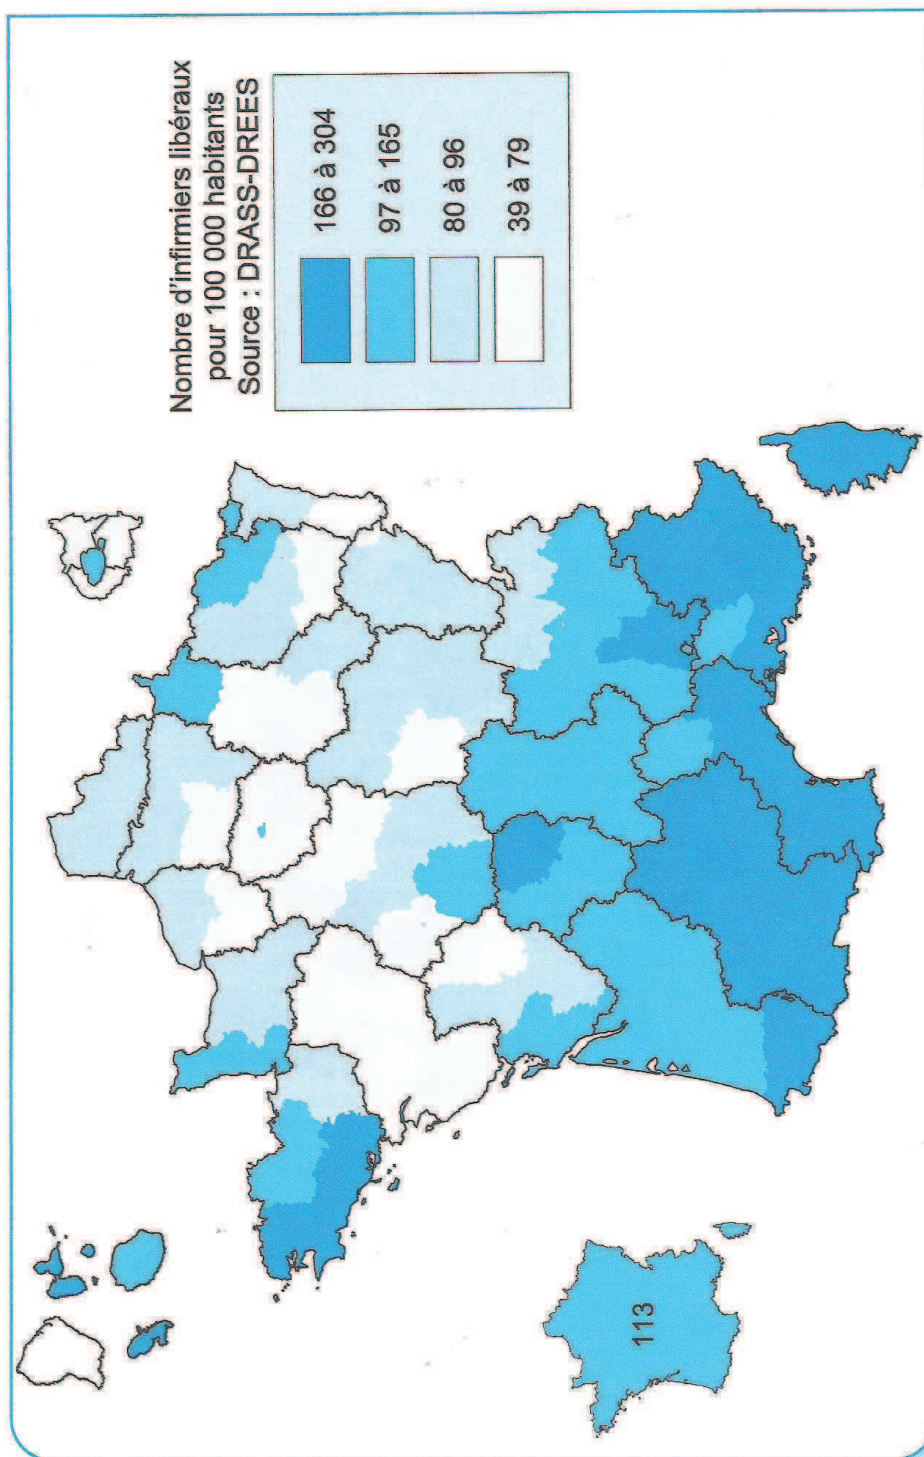 Nombre d'infirmiers libéraux
pour 100 000 habitants
Source : DRASS-DREES
166 à 304
97 à 165
80 à 96
39 à 79
113